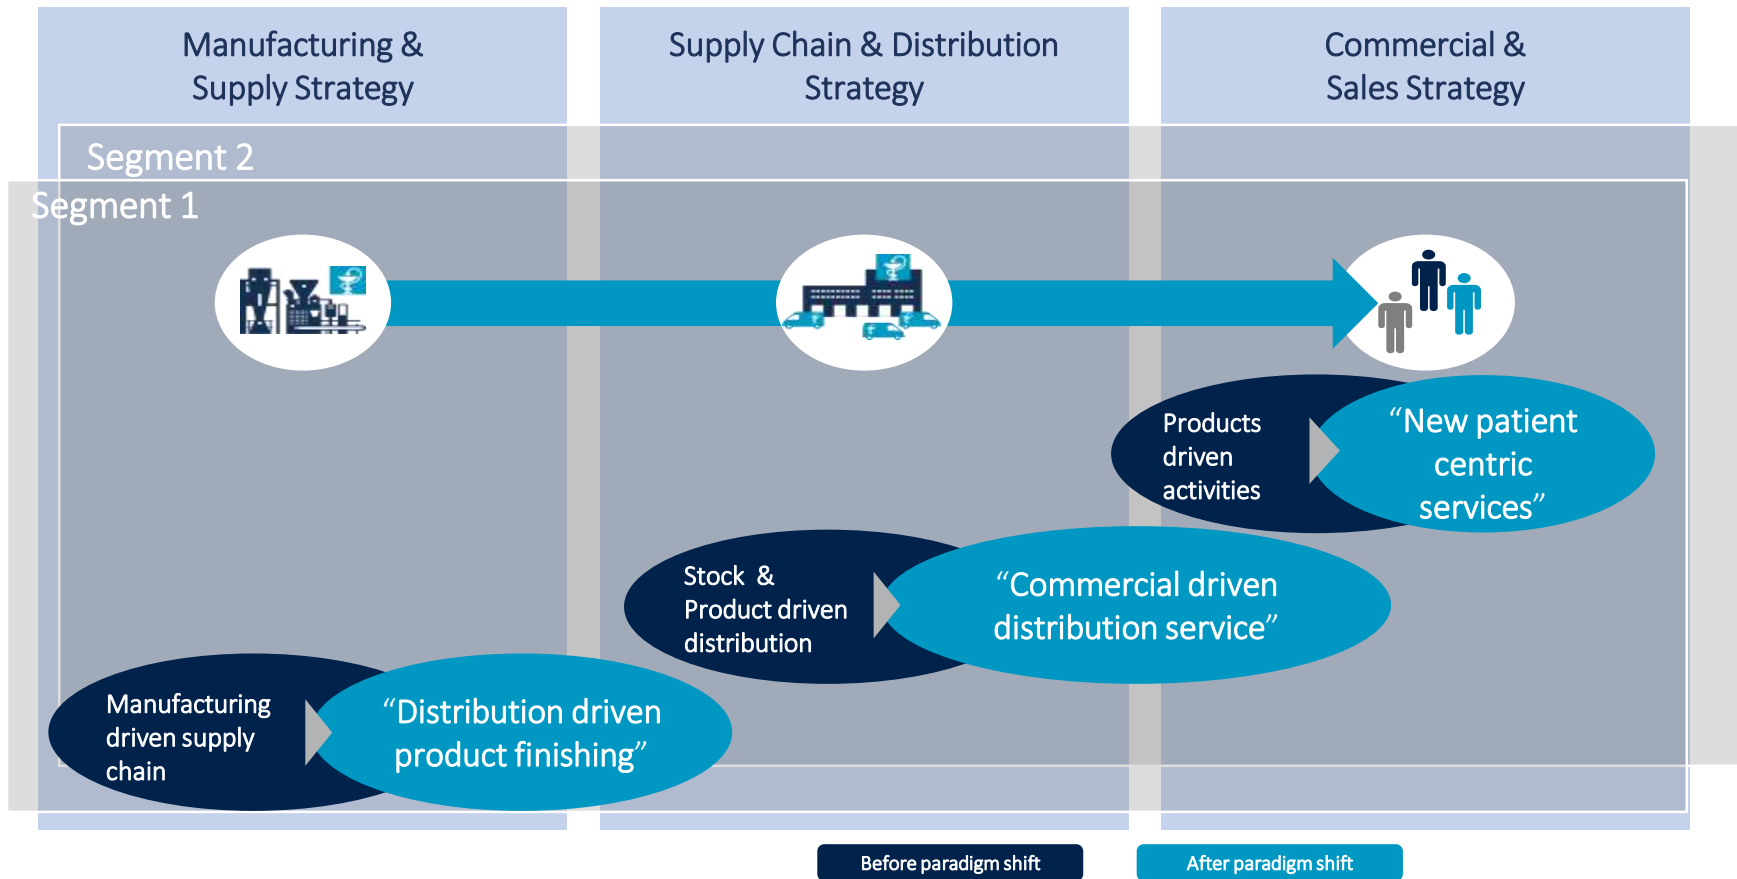 Manufacturing &
Supply Strategy
Supply Chain & Distribution
Strategy
Commercial &
Sales Strategy
Segment 2
Segment 1
Products
driven
activities
“New patient
centric
services”
Stock &
Product driven
distribution
“Commercial driven
distribution service”
Manufacturing
driven supply
chain
“Distribution driven
product finishing”
Before paradigm shift
After paradigm shift